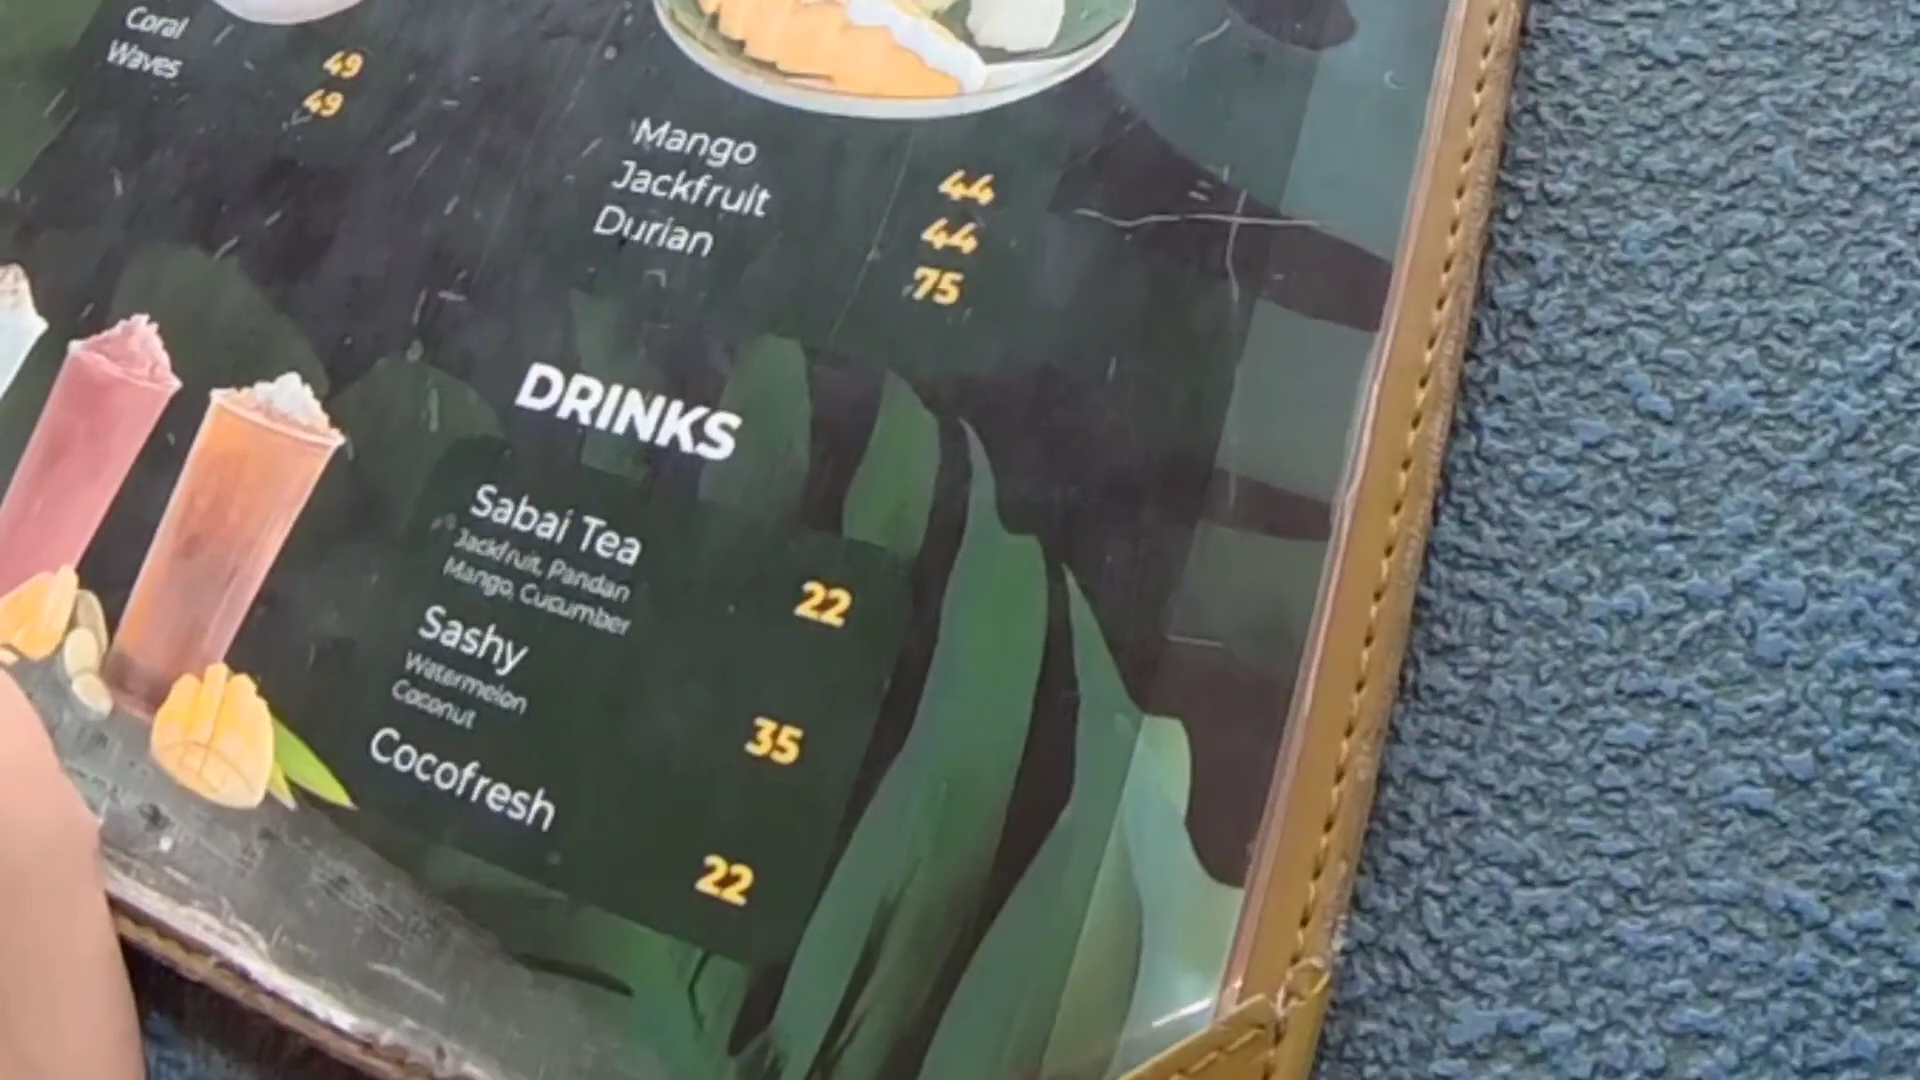 Coral
Waves
49
49
Mango
Jackfruit
Durian
44
44
75
DRINKS
Sabai Tea
Jackfruit, Pandan
Mango, Cucumber
22
Sashy
Watermelon
Coconut
35
Cocofresh
22